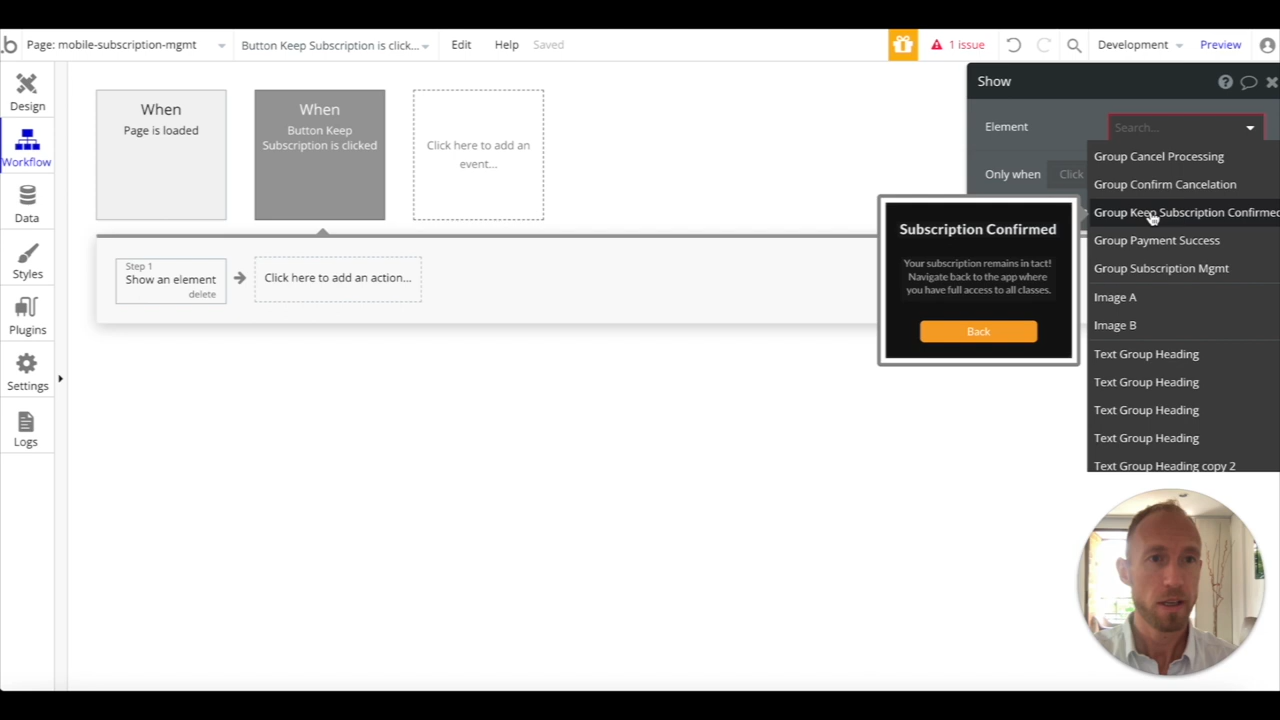 .b Page: mobile-subscription-mgmt
Button Keep Subscription is click...
Edit
Help
Saved
1 issue
Development
Preview
Design
Workflow
Data
Styles
Plugins
Settings
Logs
When
Page is loaded
When
Button Keep
Subscription is clicked
Click here to add an
event...
Step 1
Show an element
delete
Click here to add an action...
Show
?
Element
Search...
Only when
Click
Group Cancel Processing
Group Confirm Cancelation
Group Keep Subscription Confirmed
Group Payment Success
Group Subscription Mgmt
Image A
Image B
Text Group Heading
Text Group Heading
Text Group Heading
Text Group Heading
Text Group Heading copy 2
Subscription Confirmed
Your subscription remains in tact!
Navigate back to the app where
you have full access to all classes.
Back